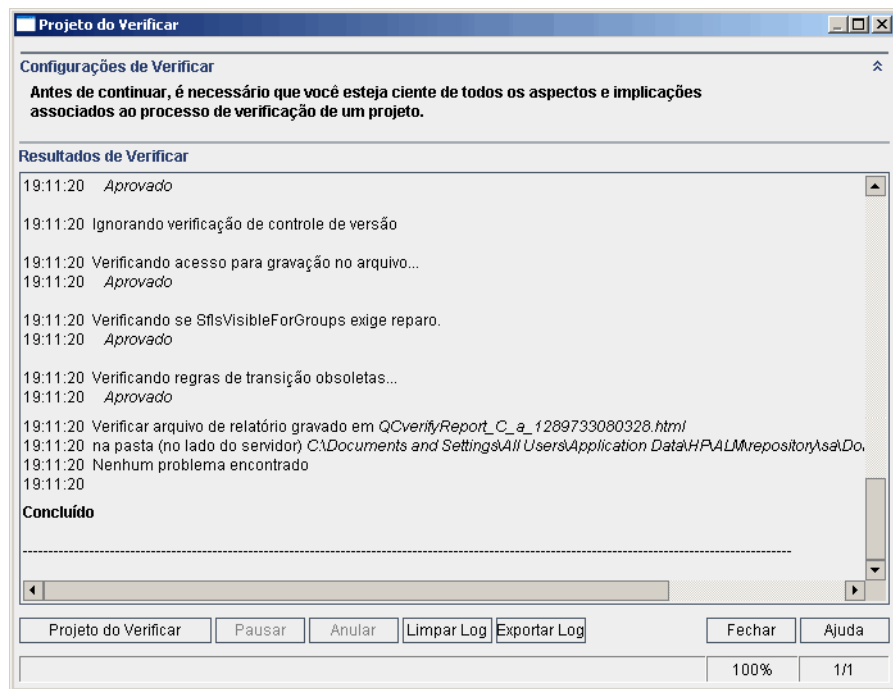 Projeto do Verificar
Configurações de Verificar
Antes de continuar, é necessário que você esteja ciente de todos os aspectos e implicações
associados ao processo de verificação de um projeto.
Resultados de Verificar
19:11:20 Aprovado
19:11:20 Ignorando verificação de controle de versão
19:11:20 Verificando acesso para gravação no arquivo...
19:11:20 Aprovado
19:11:20 Verificando se SfIsVisibleForGroups exige reparo.
19:11:20 Aprovado
19:11:20 Verificando regras de transição obsoletas...
19:11:20 Aprovado
19:11:20 Verificar arquivo de relatório gravado em QCverifyReport_C_a_1289733080328.html
19:11:20 na pasta (no lado do servidor) C:\Documents and Settings\All Users\Application Data\HP\ALM\repository\sa\Do
19:11:20 Nenhum problema encontrado
19:11:20
Concluído
Projeto do Verificar Pausar Anular Limpar Log Exportar Log Fechar Ajuda
100% 1/1